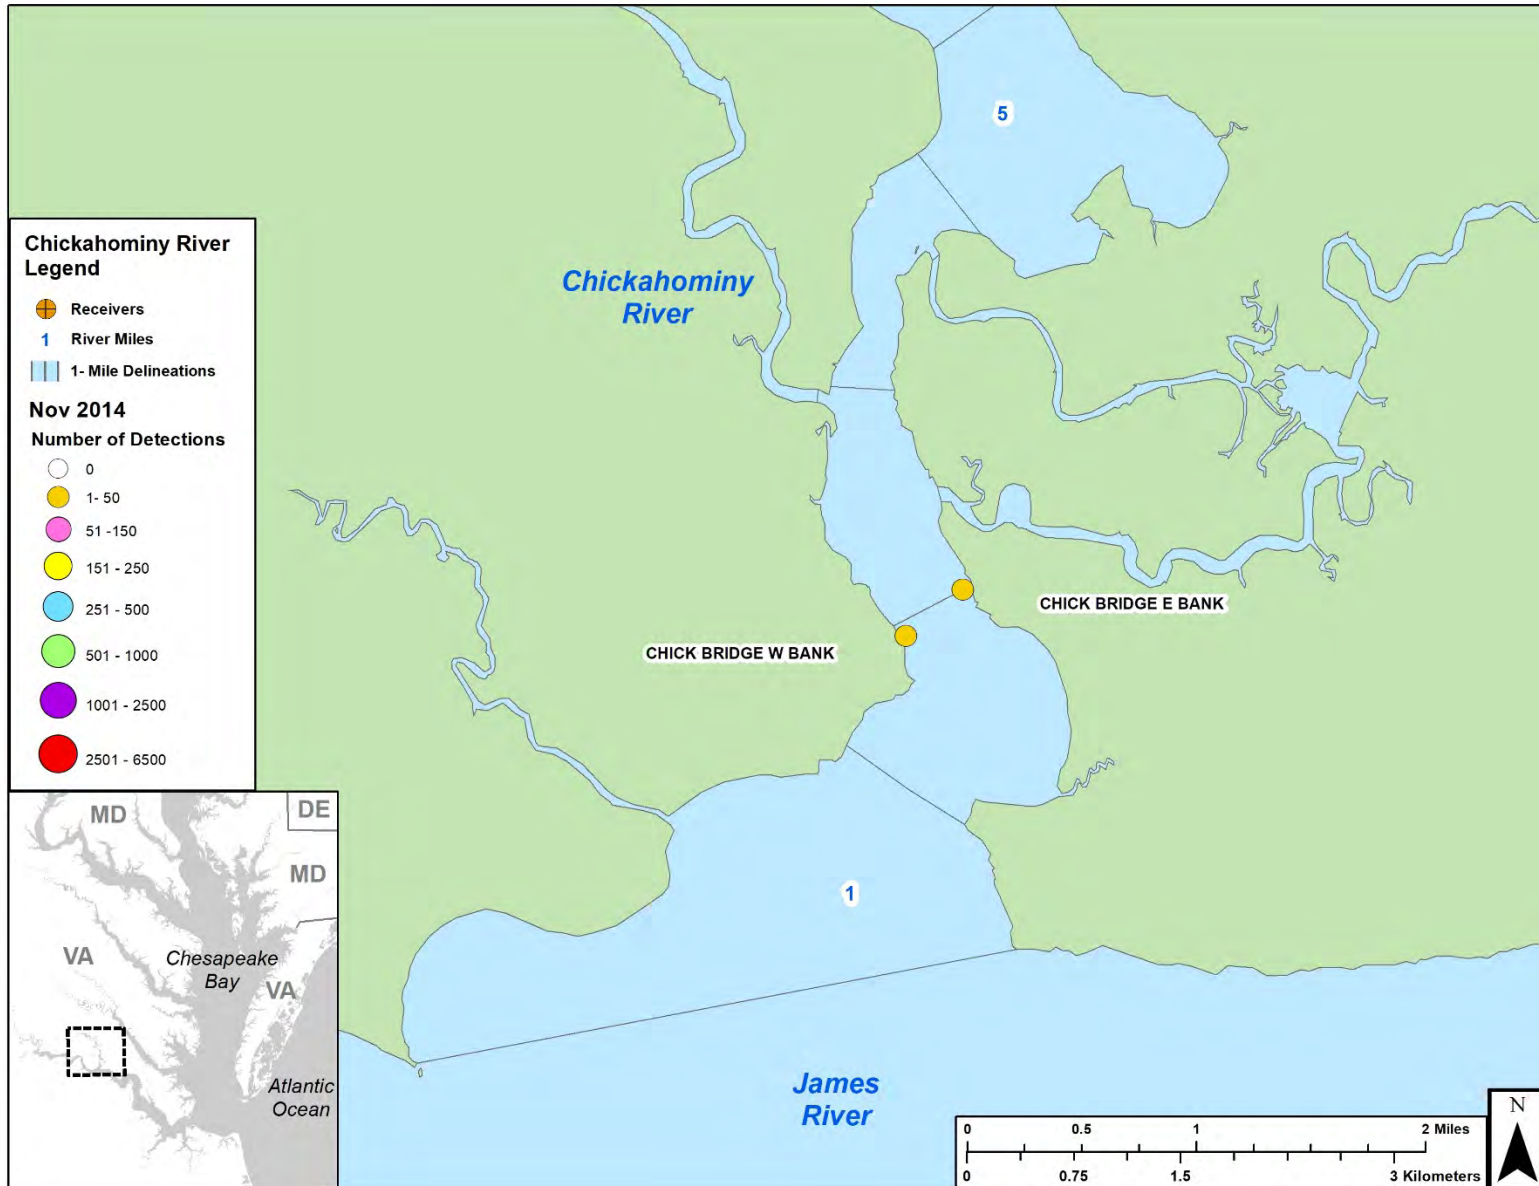 5
Chickahominy
River
Chickahominy River
Legend
Receivers
1 River Miles
1- Mile Delineations
Nov 2014
Number of Detections
0
1- 50
51 -150
151 - 250
251 - 500
501 - 1000
1001 - 2500
2501 - 6500
CHICK BRIDGE E BANK
CHICK BRIDGE W BANK
1
James
River
MD
DE
MD
VA
Chesapeake
Bay
VA
Atlantic
Ocean
0 0.5 1 2 Miles
0 0.75 1.5 3 Kilometers
N